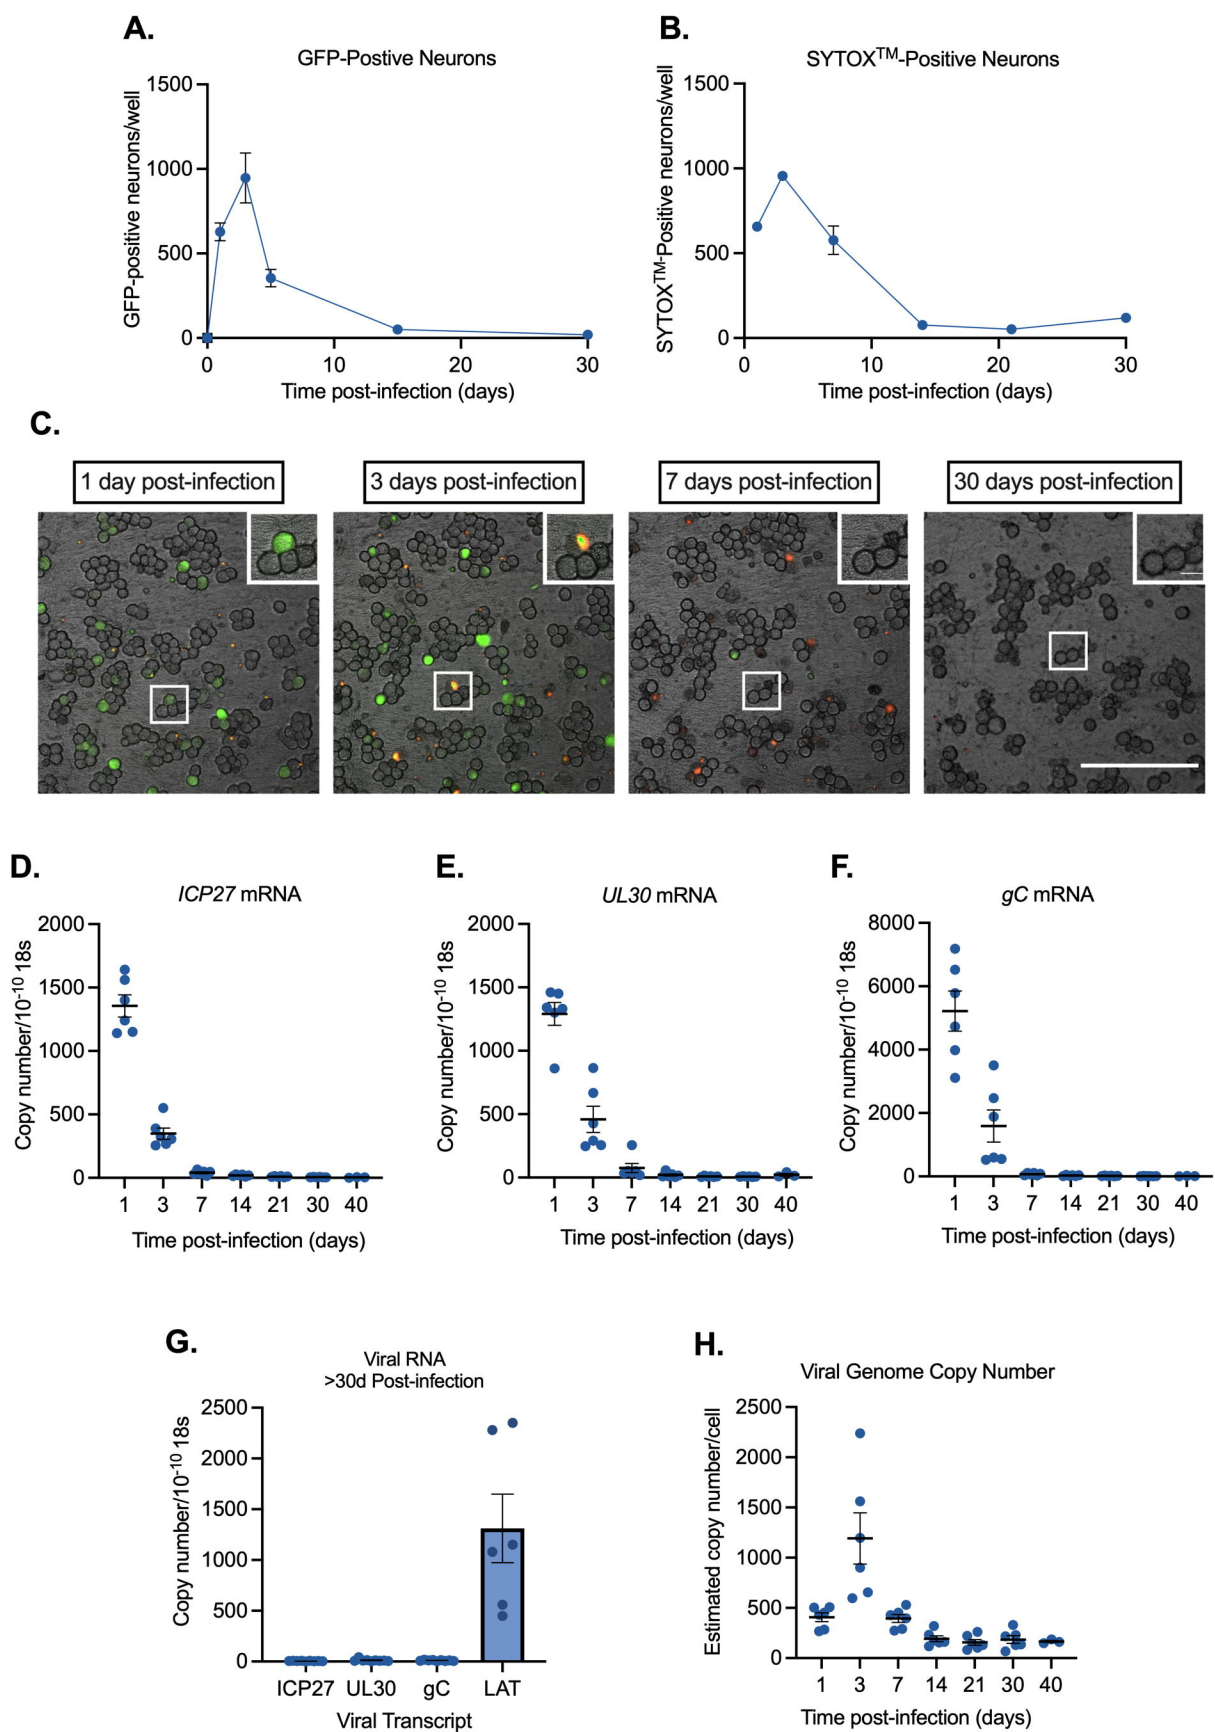 A.
GFP-Postive Neurons
GFP-positive neurons/well
1500
1000
500
0
0 10 20 30
Time post-infection (days)
B.
SYTOX™-Positive Neurons
SYTOX™-Positive Neurons/well
1500
1000
500
0
0 10 20 30
Time post-infection (days)
C.
1 day post-infection
3 days post-infection
7 days post-infection
30 days post-infection
D.
ICP27 mRNA
Copy number/10⁻¹⁰ 18s
2000
1500
1000
500
0
1 3 7 14 21 30 40
Time post-infection (days)
E.
UL30 mRNA
Copy number/10⁻¹⁰ 18s
2000
1500
1000
500
0
1 3 7 14 21 30 40
Time post-infection (days)
F.
gC mRNA
Copy number/10⁻¹⁰ 18s
8000
6000
4000
2000
0
1 3 7 14 21 30 40
Time post-infection (days)
G.
Viral RNA
>30d Post-infection
Copy number/10⁻¹⁰ 18s
2500
2000
1500
1000
500
0
ICP27 UL30 gC LAT
Viral Transcript
H.
Viral Genome Copy Number
Estimated copy number/cell
2500
2000
1500
1000
500
0
1 3 7 14 21 30 40
Time post-infection (days)